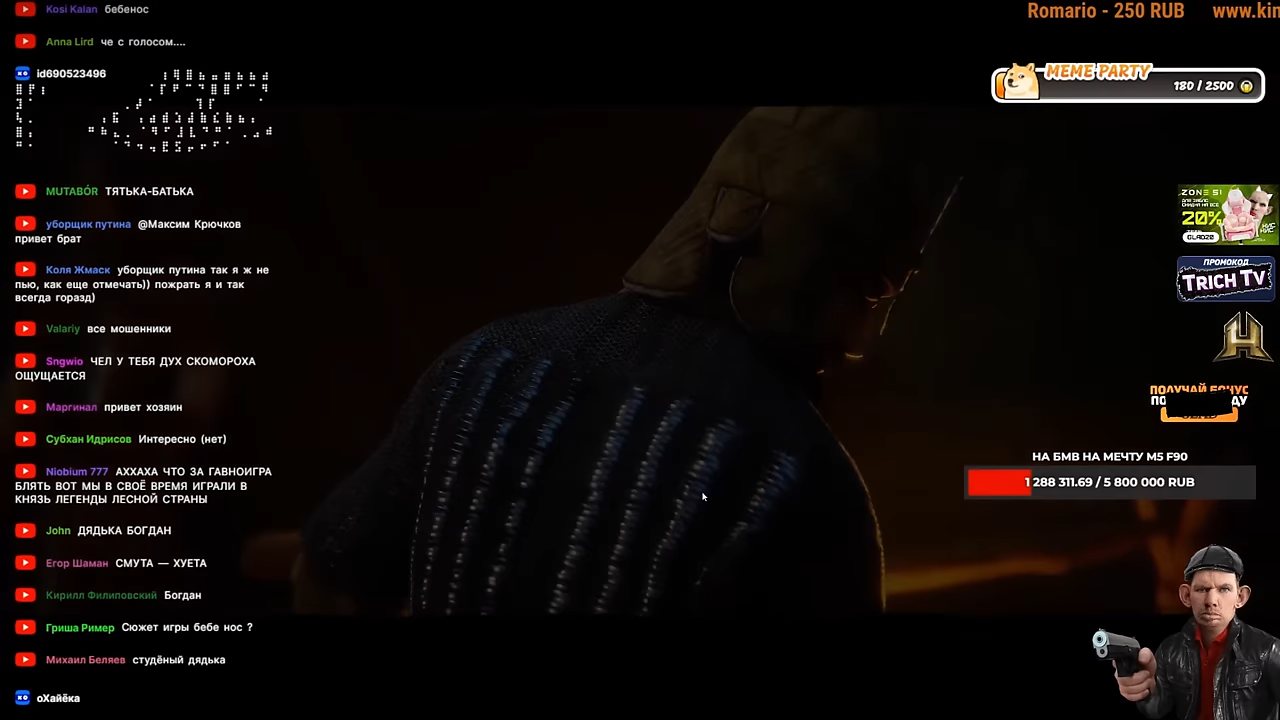 Kosi Kalan бебенос
Romario - 250 RUB www.kin
Anna Lird че с голосом....
id690523496
MEME PARTY
180 / 2500
MUTABÓR ТЯТЬКА-БАТЬКА
ZONE 51
20%
уборщик путина @Максим Крючков
привет брат
ПРОМОКОД
TRICH TV
Коля Жмаск уборщик путина так я ж не
пью, как еще отмечать)) пожрать я и так
всегда горазд)
Valariy все мошенники
Sngwio ЧЕЛ У ТЕБЯ ДУХ СКОМОРОХА
ОЩУЩАЕТСЯ
ПОЛУЧАЙ БОНУС
Маргинал привет хозяин
Субхан Идрисов Интересно (нет)
НА БМВ НА МЕЧТУ M5 F90
1 288 311.69 / 5 800 000 RUB
Niobium 777 АХХАХА ЧТО ЗА ГАВНОИГРА
БЛЯТЬ ВОТ МЫ В СВОЁ ВРЕМЯ ИГРАЛИ В
КНЯЗЬ ЛЕГЕНДЫ ЛЕСНОЙ СТРАНЫ
John ДЯДЬКА БОГДАН
Егор Шаман СМУТА — ХУЕТА
Кирилл Филиповский Богдан
Гриша Ример Сюжет игры бебе нос ?
Михаил Беляев студёный дядька
оХайёка